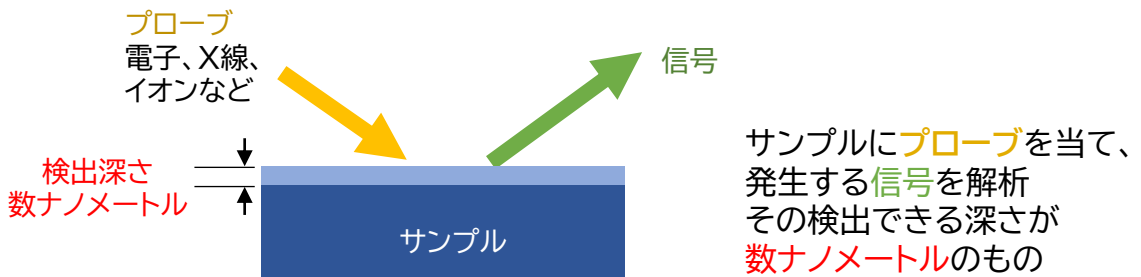 プローブ
電子、X線、
イオンなど
信号
検出深さ
数ナノメートル
サンプル
サンプルにプローブを当て、
発生する信号を解析
その検出できる深さが
数ナノメートルのもの